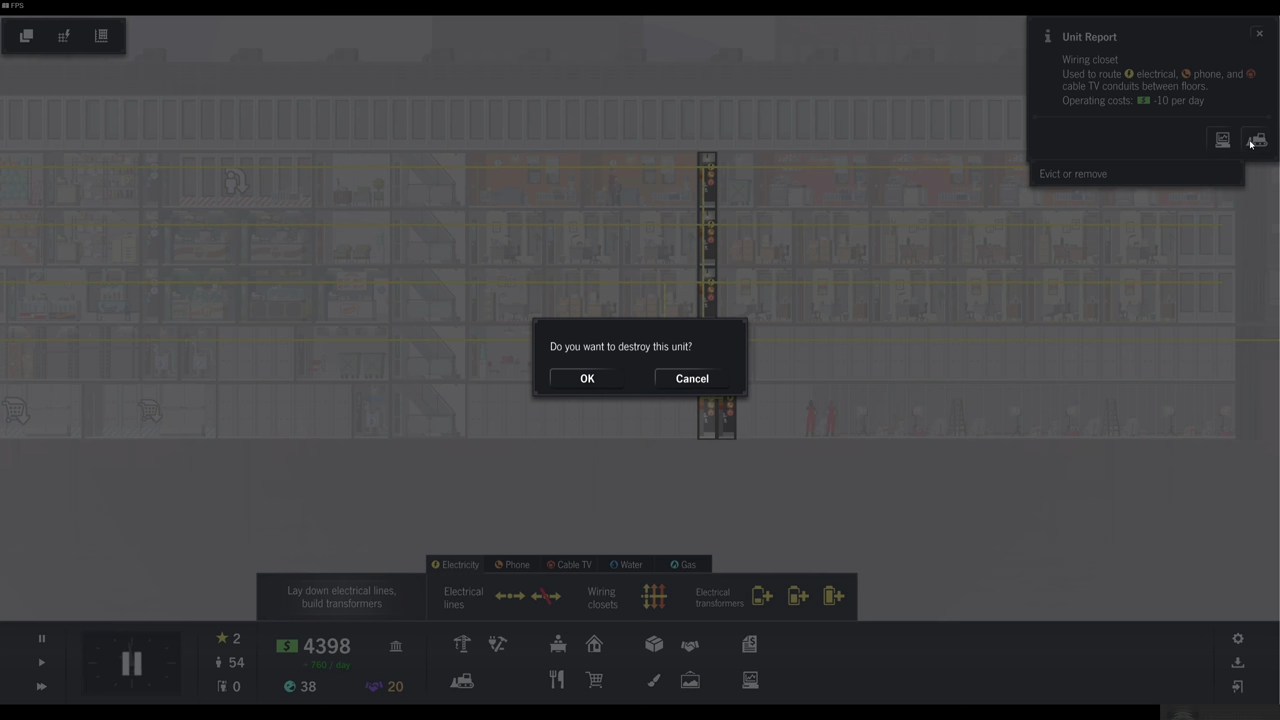 FPS
Unit Report
Wiring closet
Used to route electrical, phone, and
cable TV conduits between floors.
Operating costs: -10 per day
Evict or remove
Do you want to destroy this unit?
OK Cancel
Electricity Phone Cable TV Water Gas
Lay down electrical lines,
build transformers
Electrical
lines
Wiring
closets
Electrical
transformers
2
54
0
4398
+760 / day
38 20